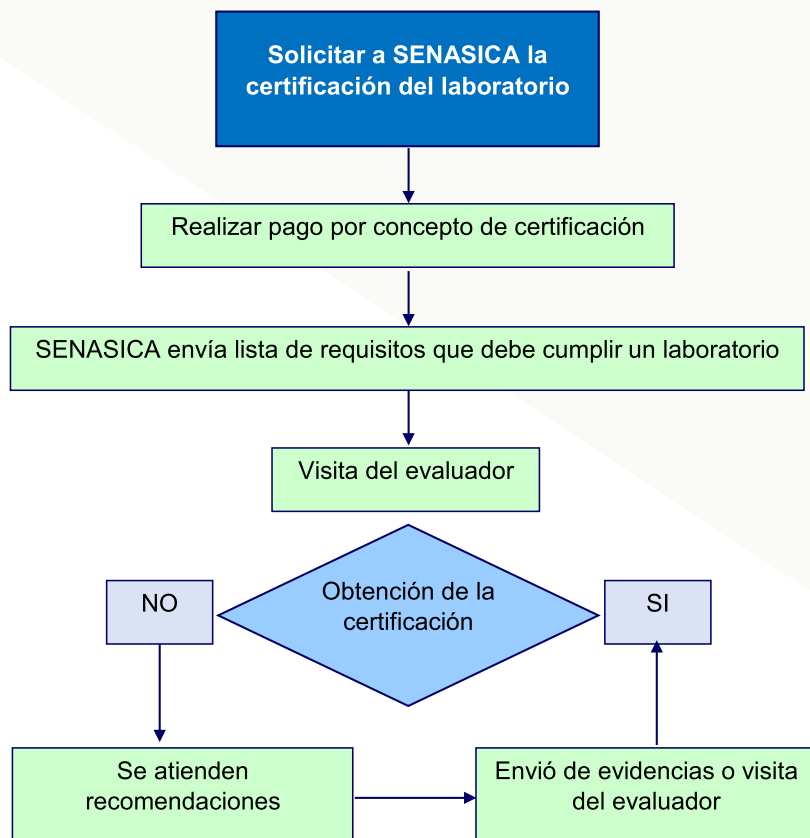 Solicitar a SENASICA la
certificación del laboratorio
Realizar pago por concepto de certificación
SENASICA envía lista de requisitos que debe cumplir un laboratorio
Visita del evaluador
Obtención de la
certificación
NO
SI
Se atienden
recomendaciones
Envió de evidencias o visita
del evaluador